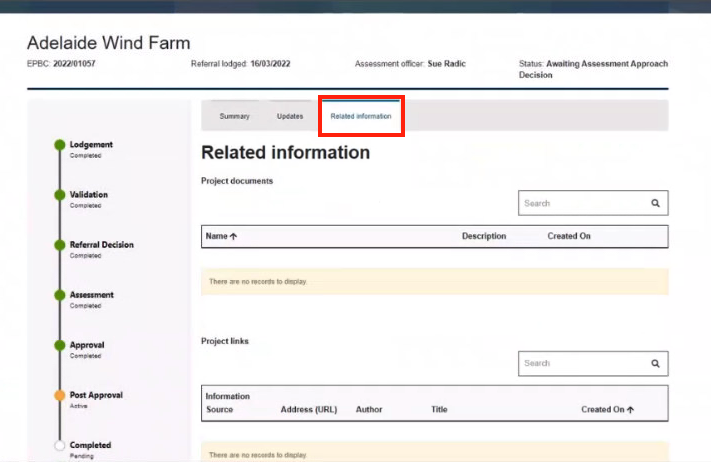 Adelaide Wind Farm
EPBC: 2022/01057 Referral lodged: 16/03/2022 Assessment officer: Sue Radic Status: Awaiting Assessment Approach
Decision
Summary Updates Related information
Lodgement
Completed
Validation
Completed
Referral Decision
Completed
Assessment
Completed
Approval
Completed
Post Approval
Active
Completed
Pending
Related information
Project documents
Search
Name ↑ Description Created On
There are no records to display.
Project links
Search
Information
Source Address (URL) Author Title Created On ↑
There are no records to display.